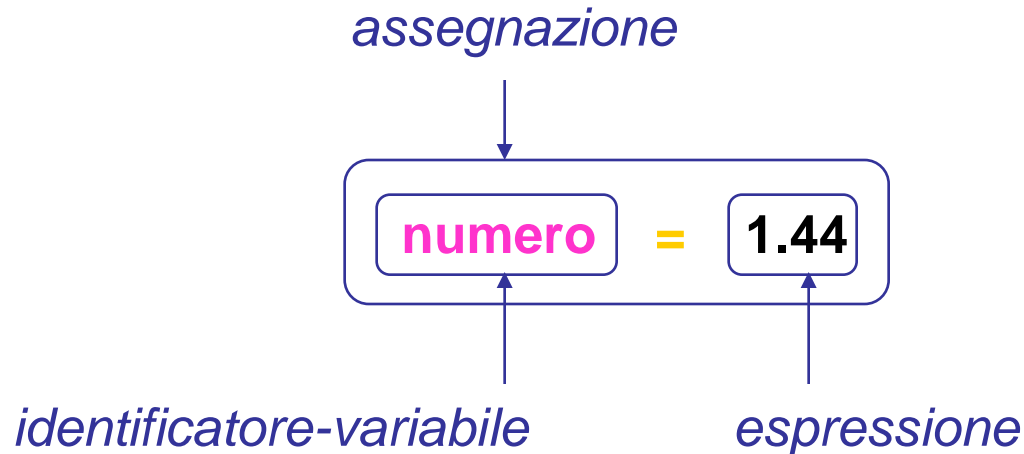 assegnazione
numero = 1.44
identificatore-variabile espressione